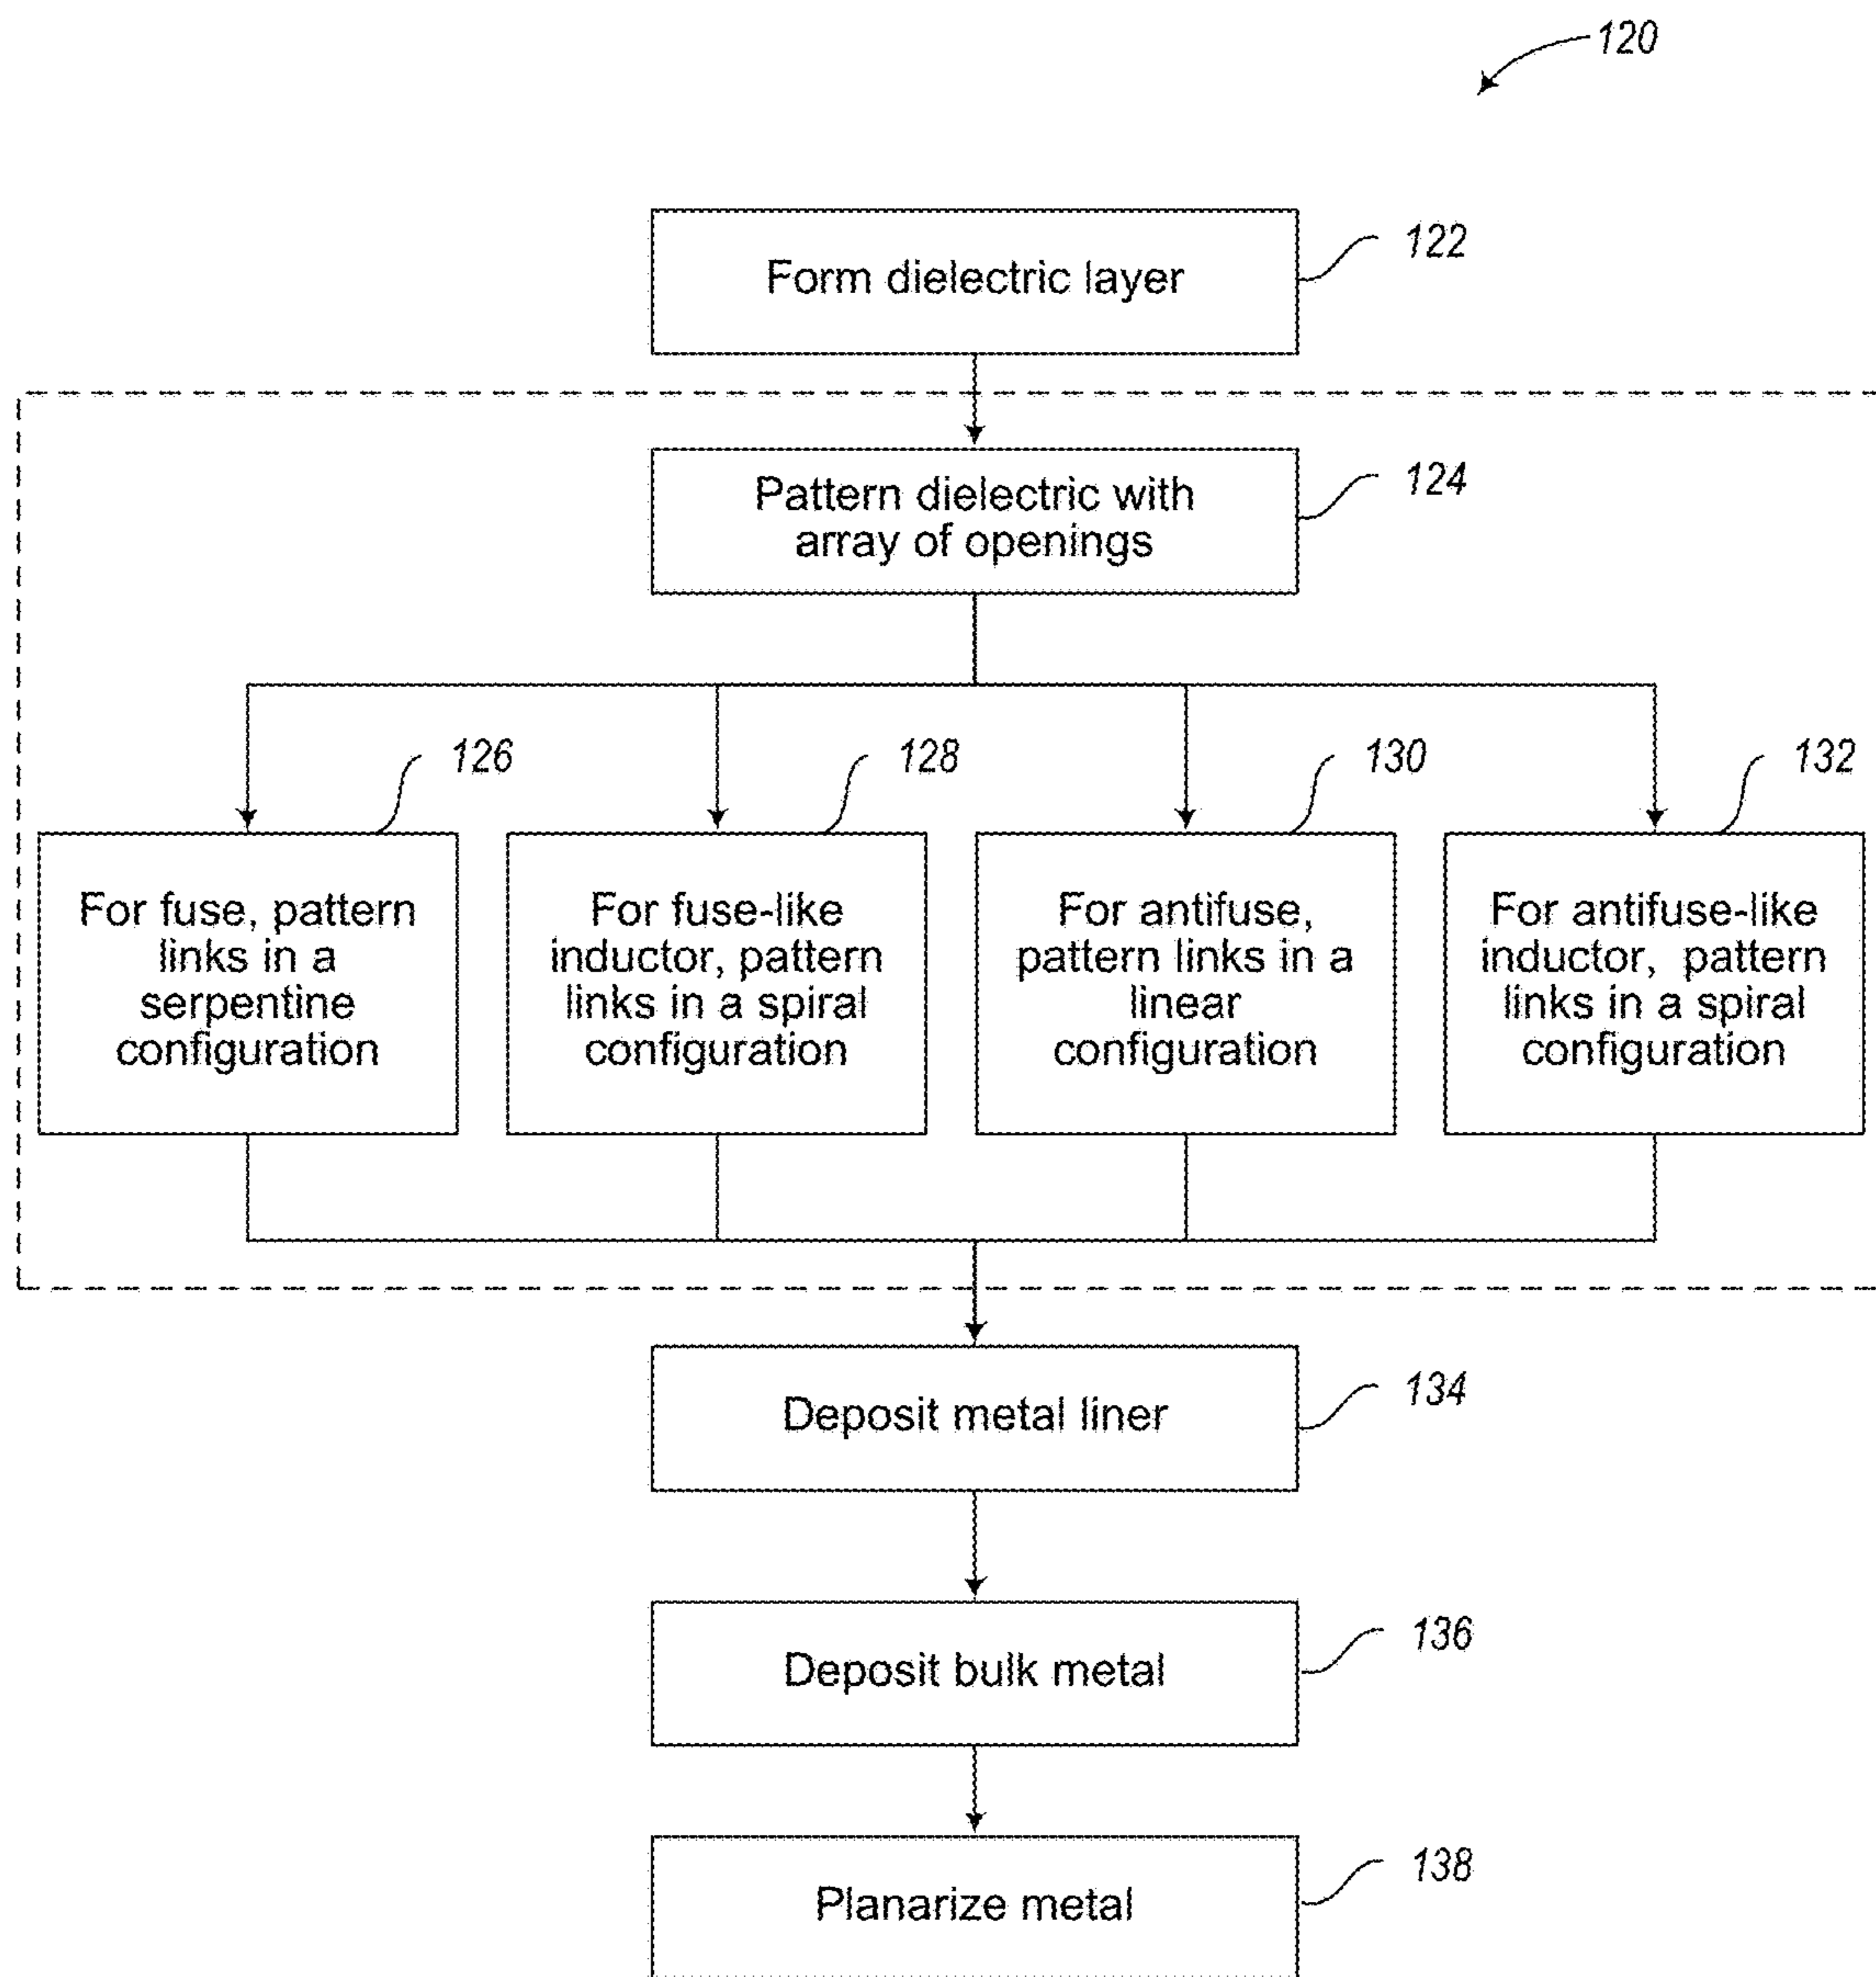 120
Form dielectric layer
122
Pattern dielectric with
array of openings
124
126
For fuse, pattern
links in a
serpentine
configuration
128
For fuse-like
inductor, pattern
links in a spiral
configuration
130
For antifuse,
pattern links in a
linear
configuration
132
For antifuse-like
inductor, pattern
links in a spiral
configuration
Deposit metal liner
134
Deposit bulk metal
136
Planarize metal
138